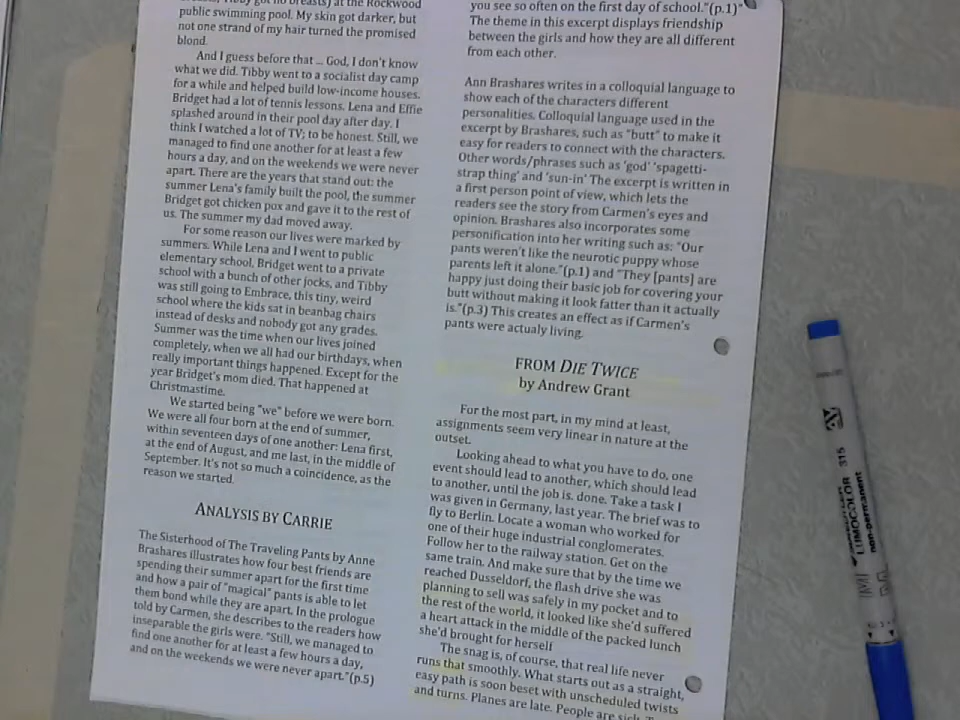 Tibby got no breasts) at the Rockwood
public swimming pool. My skin got darker, but
not one strand of my hair turned the promised
blond.
And I guess before that ... God, I don't know
what we did. Tibby went to a socialist day camp
for a while and helped build low-income houses.
Bridget had a lot of tennis lessons. Lena and Effie
splashed around in their pool day after day. I
think I watched a lot of TV; to be honest. Still, we
managed to find one another for at least a few
hours a day, and on the weekends we were never
apart. There are the years that stand out: the
summer Lena's family built the pool, the summer
Bridget got chicken pox and gave it to the rest of
us. The summer my dad moved away.
For some reason our lives were marked by
summers. While Lena and I went to public
elementary school, Bridget went to a private
school with a bunch of other jocks, and Tibby
was still going to Embrace, this tiny, weird
school where the kids sat in beanbag chairs
instead of desks and nobody got any grades.
Summer was the time when our lives joined
completely, when we all had our birthdays, when
really important things happened. Except for the
year Bridget's mom died. That happened at
Christmastime.
We started being "we" before we were born.
We were all four born at the end of summer,
within seventeen days of one another: Lena first,
at the end of August, and me last, in the middle of
September. It's not so much a coincidence, as the
reason we started.
ANALYSIS BY CARRIE
The Sisterhood of The Traveling Pants by Anne
Brashares illustrates how four best friends are
spending their summer apart for the first time
and how a pair of "magical" pants is able to let
them bond while they are apart. In the prologue
told by Carmen, she describes to the readers how
inseparable the girls were. "Still, we managed to
find one another for at least a few hours a day,
and on the weekends we were never apart."(p.5)
you see so often on the first day of school."(p.1)"
The theme in this excerpt displays friendship
between the girls and how they are all different
from each other.
Ann Brashares writes in a colloquial language to
show each of the characters different
personalities. Colloquial language used in the
excerpt by Brashares, such as "butt" to make it
easy for readers to connect with the characters.
Other words/phrases such as 'god' 'spagetti-
strap thing' and 'sun-in' The excerpt is written in
a first person point of view, which lets the
readers see the story from Carmen's eyes and
opinion. Brashares also incorporates some
personification into her writing such as: "Our
pants weren't like the neurotic puppy whose
parents left it alone."(p.1) and "They [pants] are
happy just doing their basic job for covering your
butt without making it look fatter than it actually
is."(p.3) This creates an effect as if Carmen's
pants were actualy living.
FROM DIE TWICE
by Andrew Grant
For the most part, in my mind at least,
assignments seem very linear in nature at the
outset.
Looking ahead to what you have to do, one
event should lead to another, which should lead
to another, until the job is. done. Take a task I
was given in Germany, last year. The brief was to
fly to Berlin. Locate a woman who worked for
one of their huge industrial conglomerates.
Follow her to the railway station. Get on the
same train. And make sure that by the time we
reached Dusseldorf, the flash drive she was
planning to sell was safely in my pocket and to
the rest of the world, it looked like she'd suffered
a heart attack in the middle of the packed lunch
she'd brought for herself
The snag is, of course, that real life never
runs that smoothly. What starts out as a straight,
easy path is soon beset with unscheduled twists
and turns. Planes are late. People are sick.
LUMOCOLOR 315
non-permanent